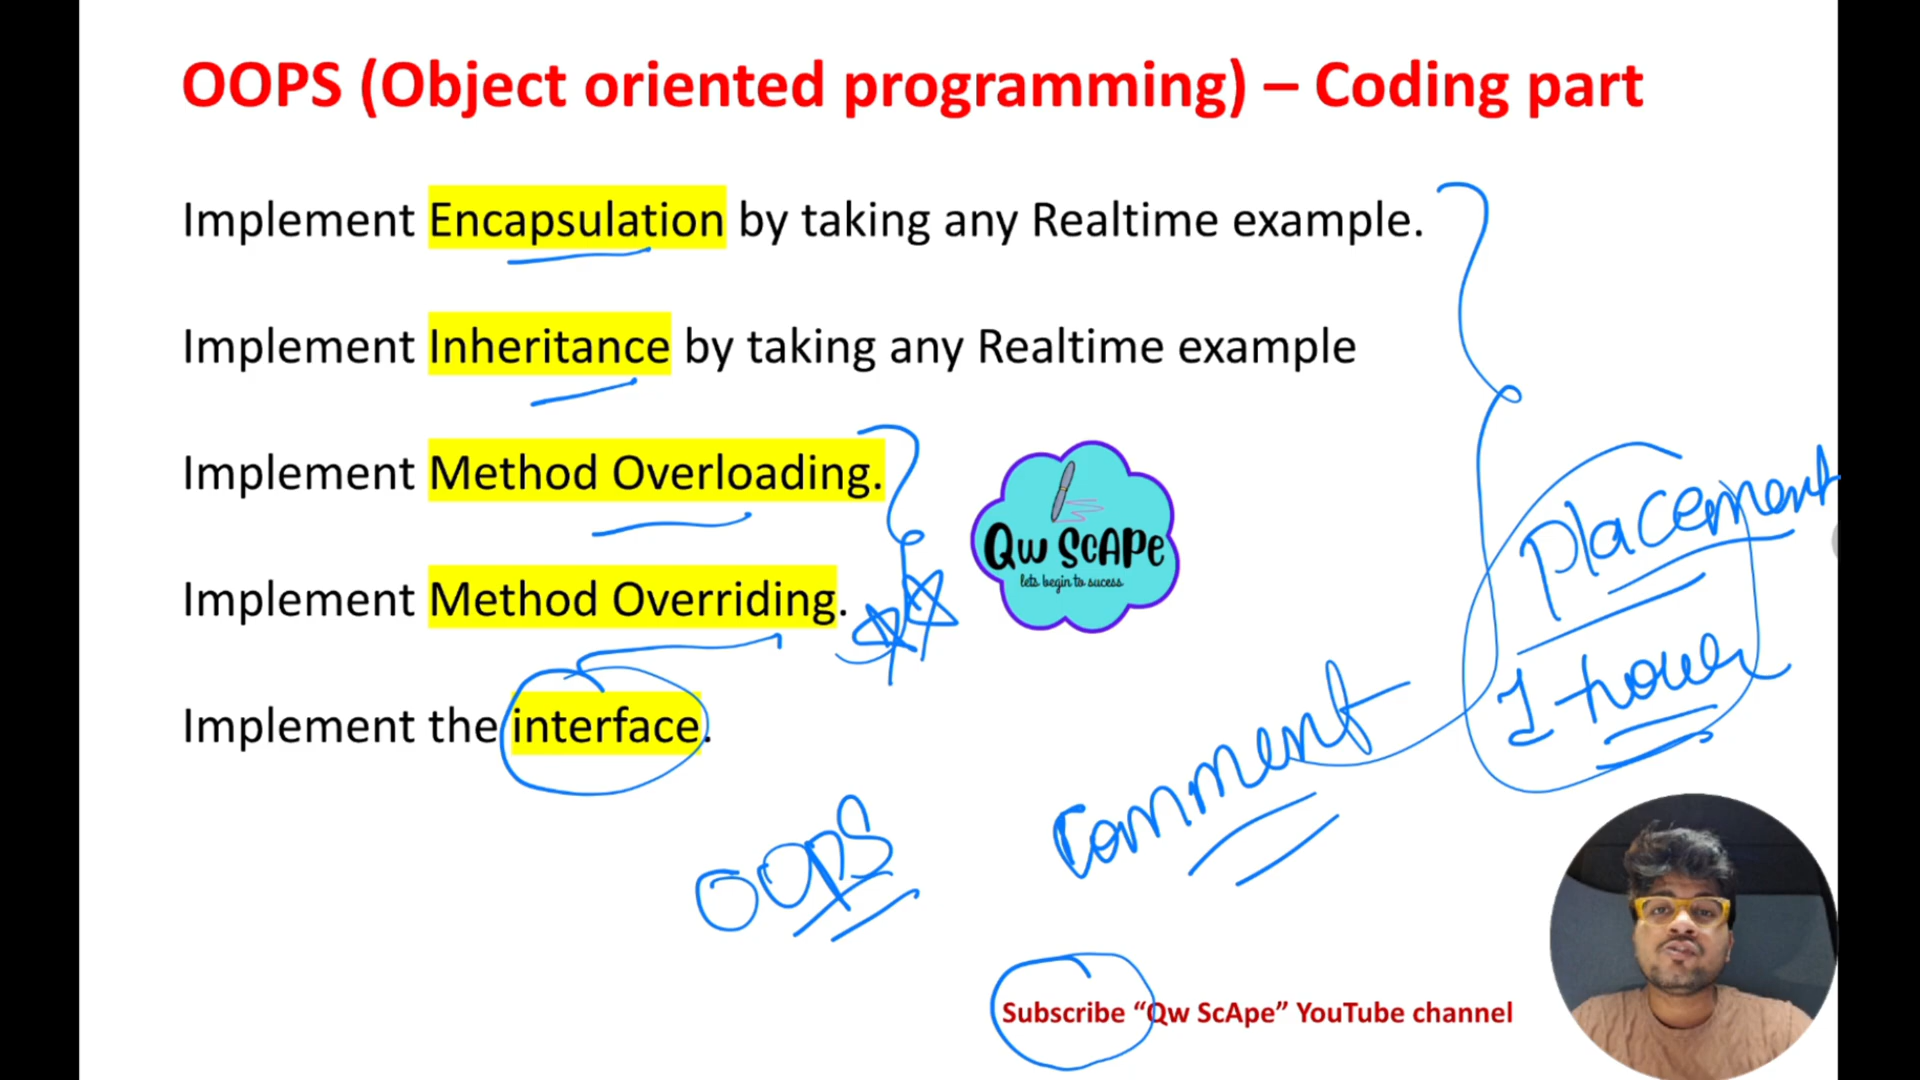 OOPS (Object oriented programming) – Coding part
Implement Encapsulation by taking any Realtime example.
Implement Inheritance by taking any Realtime example
Implement Method Overloading.
Implement Method Overriding.
Implement the interface.
Qw ScAPe
lets begin to sucess
placement
1 hour
comment
OOPS
Subscribe “Qw ScApe” YouTube channel